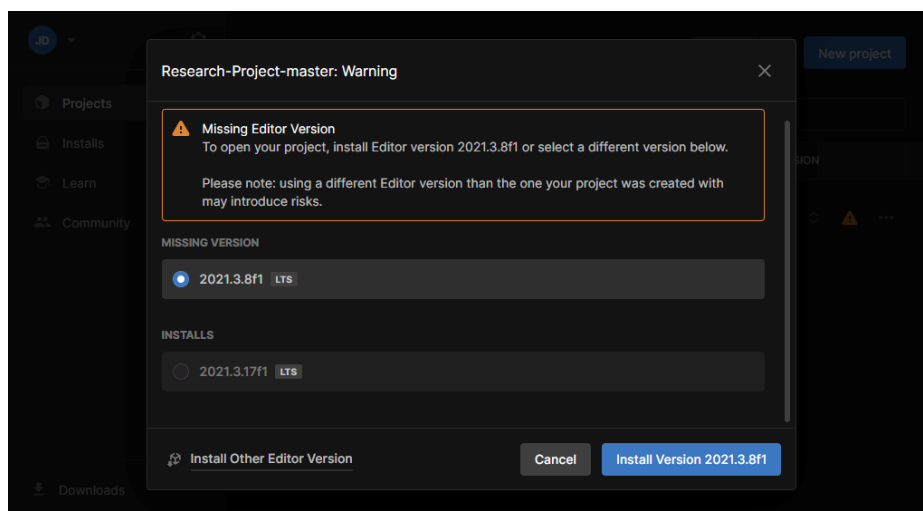 JD
New project
Research-Project-master: Warning
Projects
Installs
Learn
Community
Missing Editor Version
To open your project, install Editor version 2021.3.8f1 or select a different version below.
Please note: using a different Editor version than the one your project was created with
may introduce risks.
SION
MISSING VERSION
2021.3.8f1 LTS
INSTALLS
2021.3.17f1 LTS
Install Other Editor Version
Cancel
Install Version 2021.3.8f1
Downloads